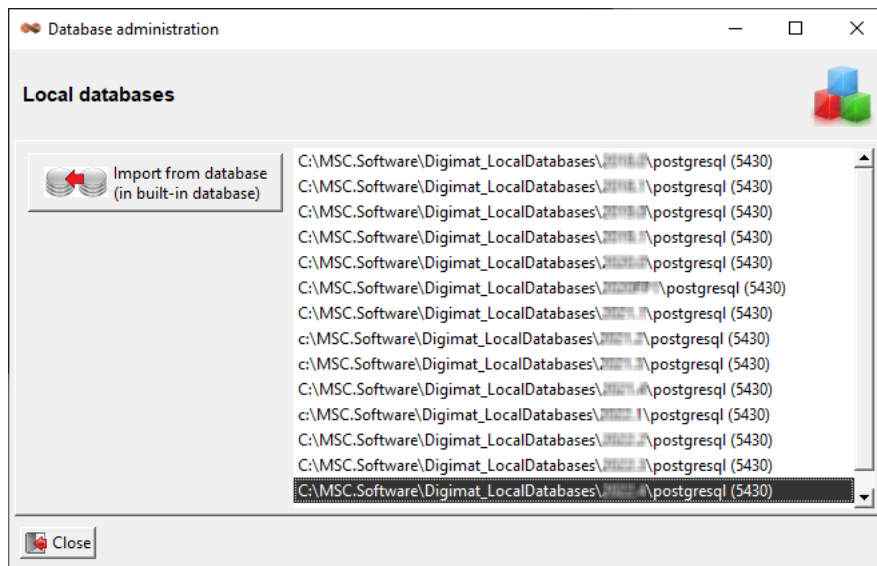 Database administration
Local databases
Import from database
(in built-in database)
C:\MSC.Software\Digimat_LocalDatabases\ \postgresql (5430)
C:\MSC.Software\Digimat_LocalDatabases\ \postgresql (5430)
C:\MSC.Software\Digimat_LocalDatabases\ \postgresql (5430)
C:\MSC.Software\Digimat_LocalDatabases\ \postgresql (5430)
C:\MSC.Software\Digimat_LocalDatabases\ \postgresql (5430)
C:\MSC.Software\Digimat_LocalDatabases\ \postgresql (5430)
C:\MSC.Software\Digimat_LocalDatabases\ \postgresql (5430)
c:\MSC.Software\Digimat_LocalDatabases\ \postgresql (5430)
c:\MSC.Software\Digimat_LocalDatabases\ \postgresql (5430)
C:\MSC.Software\Digimat_LocalDatabases\ \postgresql (5430)
c:\MSC.Software\Digimat_LocalDatabases\ \postgresql (5430)
C:\MSC.Software\Digimat_LocalDatabases\ \postgresql (5430)
C:\MSC.Software\Digimat_LocalDatabases\ \postgresql (5430)
C:\MSC.Software\Digimat_LocalDatabases\ \postgresql (5430)
Close